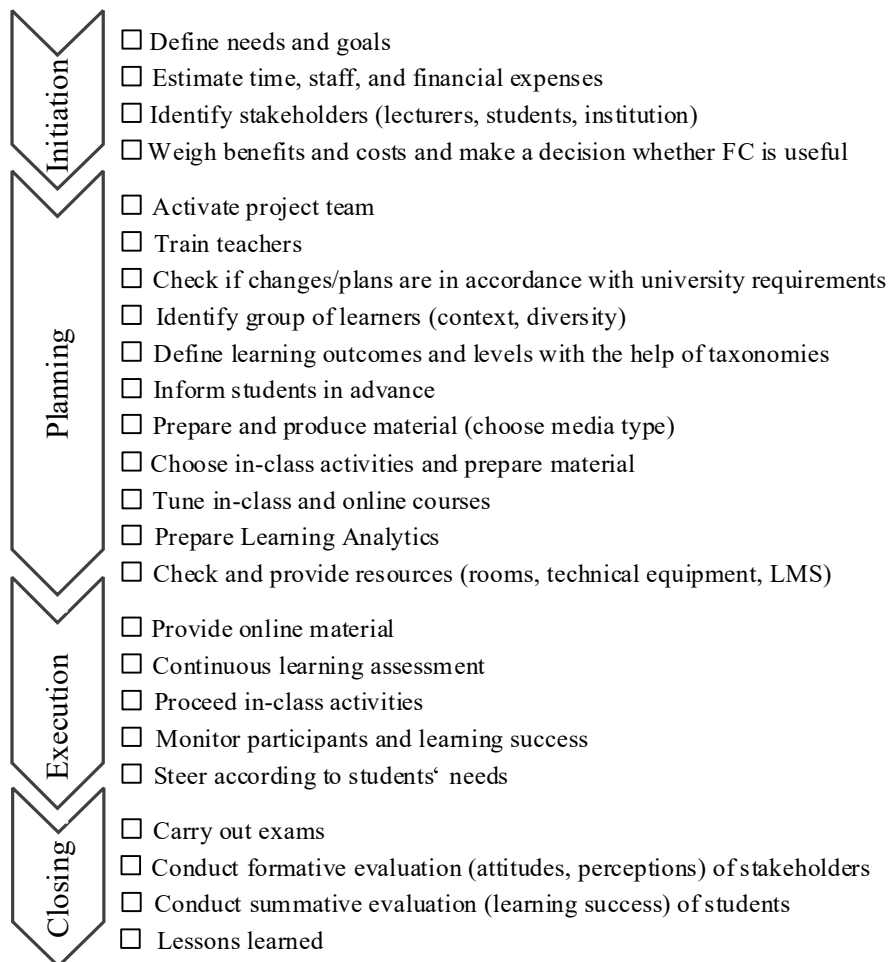 Initiation
☐ Define needs and goals
☐ Estimate time, staff, and financial expenses
☐ Identify stakeholders (lecturers, students, institution)
☐ Weigh benefits and costs and make a decision whether FC is useful
Planning
☐ Activate project team
☐ Train teachers
☐ Check if changes/plans are in accordance with university requirements
☐ Identify group of learners (context, diversity)
☐ Define learning outcomes and levels with the help of taxonomies
☐ Inform students in advance
☐ Prepare and produce material (choose media type)
☐ Choose in-class activities and prepare material
☐ Tune in-class and online courses
☐ Prepare Learning Analytics
☐ Check and provide resources (rooms, technical equipment, LMS)
Execution
☐ Provide online material
☐ Continuous learning assessment
☐ Proceed in-class activities
☐ Monitor participants and learning success
☐ Steer according to students‘ needs
Closing
☐ Carry out exams
☐ Conduct formative evaluation (attitudes, perceptions) of stakeholders
☐ Conduct summative evaluation (learning success) of students
☐ Lessons learned